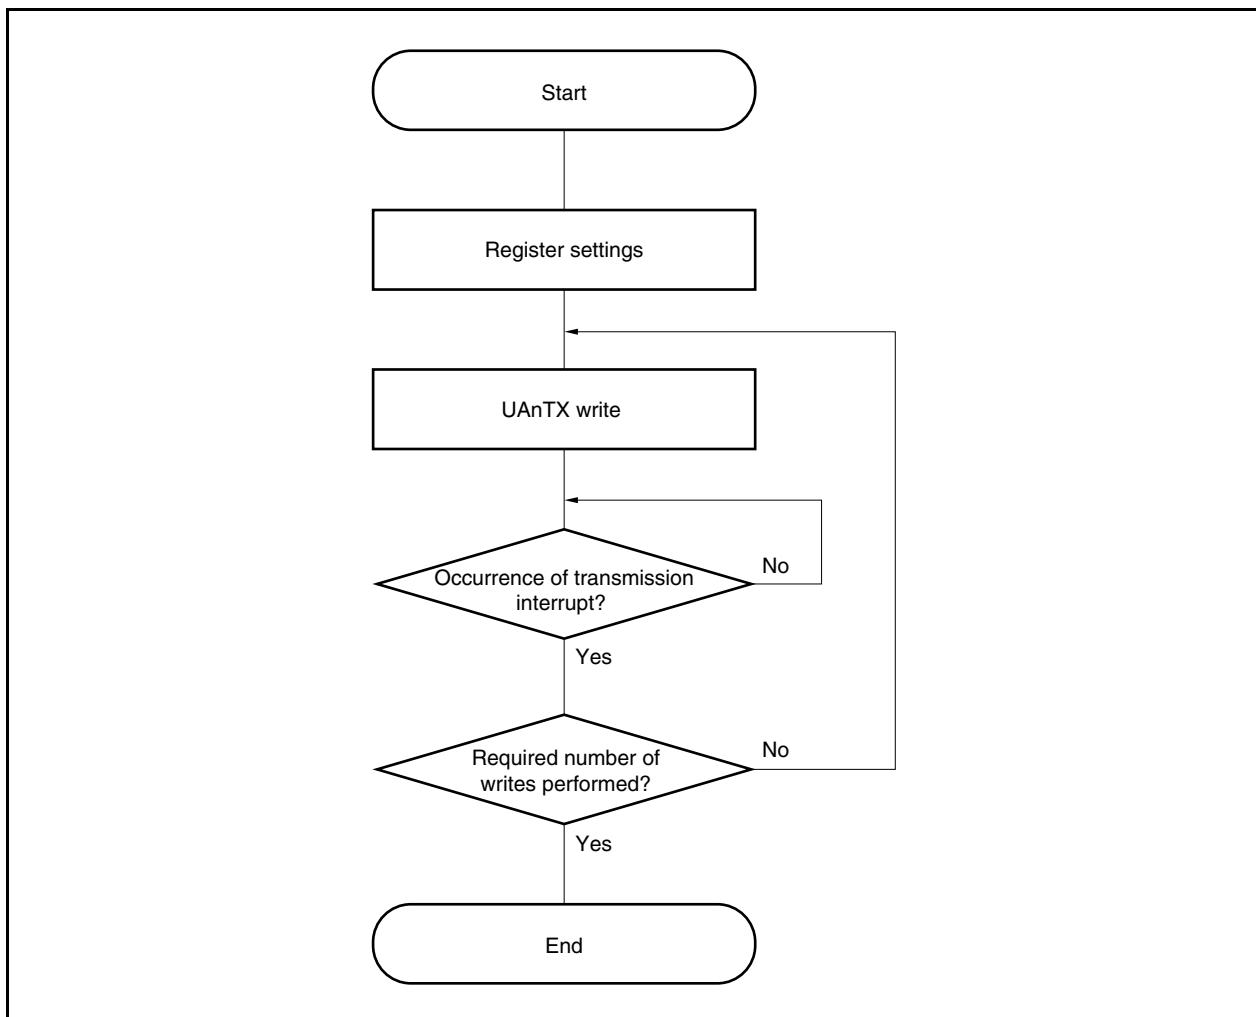 Start
Register settings
UAnTX write
No
Occurrence of transmission
interrupt?
Yes
No
Required number of
writes performed?
Yes
End